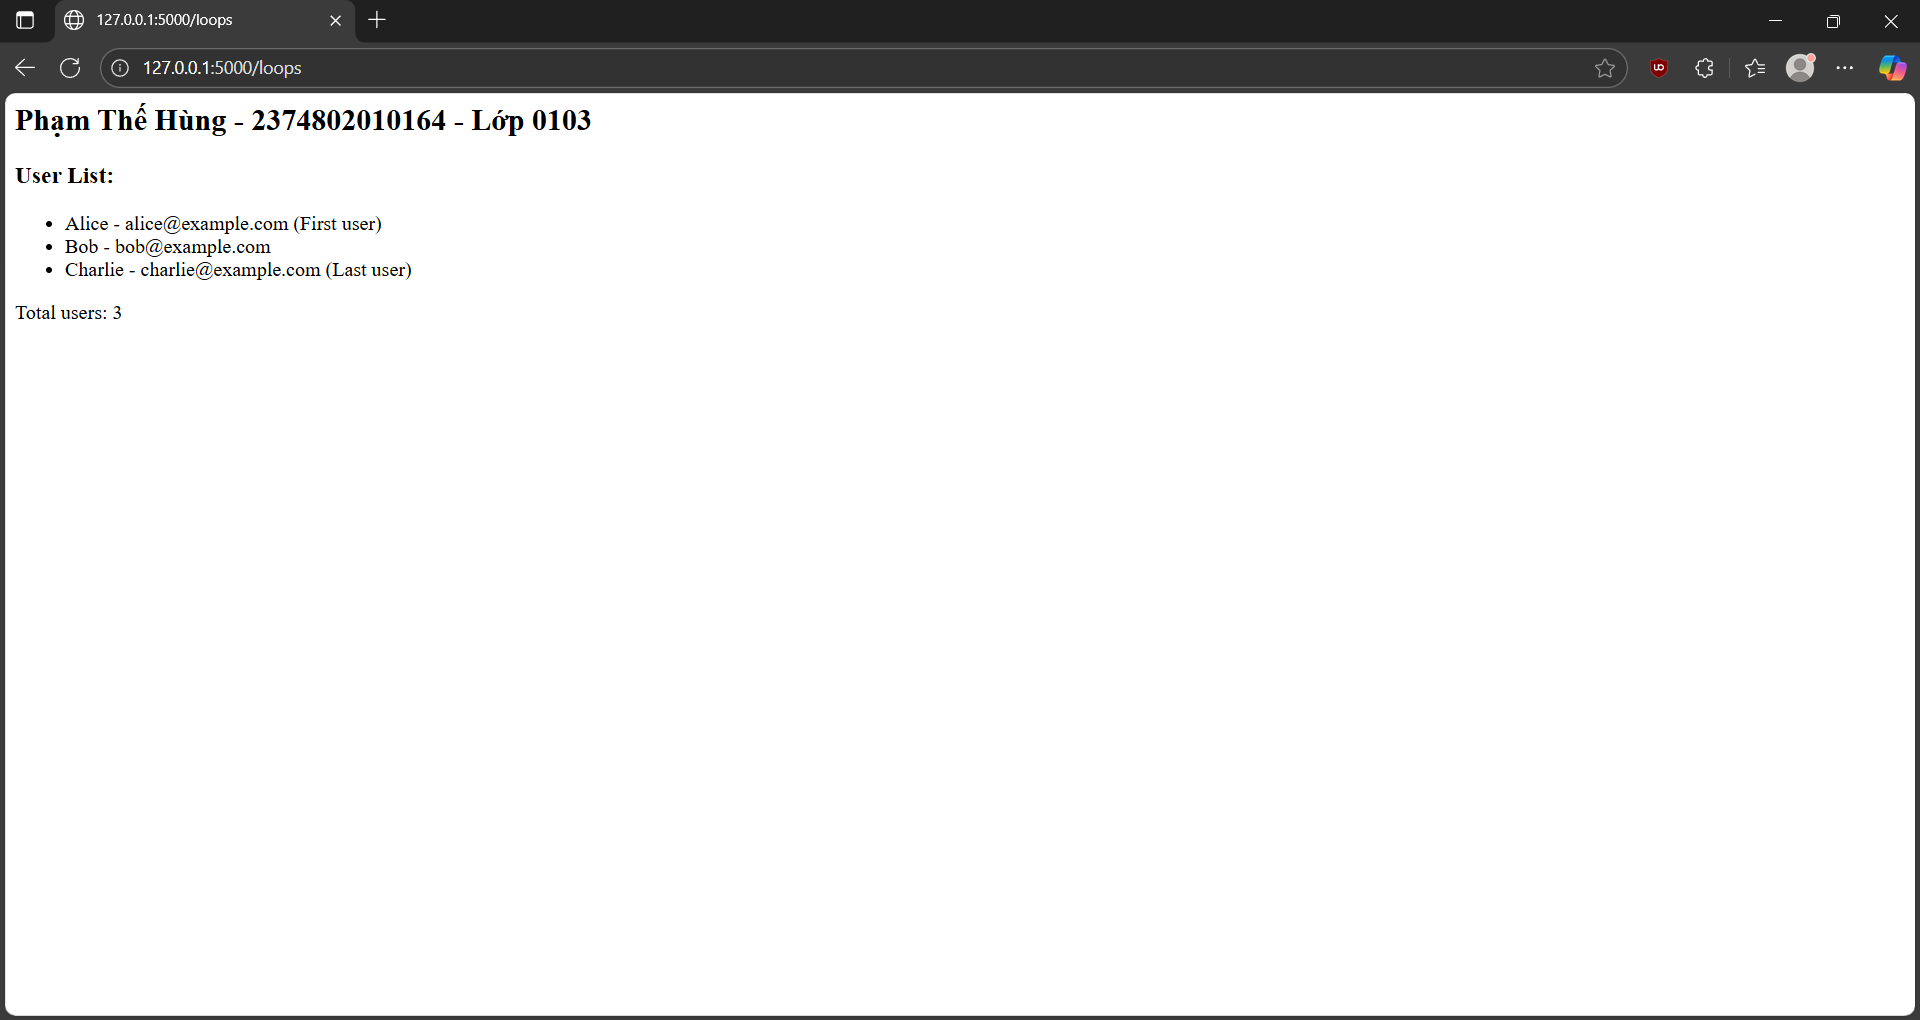 127.0.0.1:5000/loops
127.0.0.1:5000/loops
Phạm Thế Hùng - 2374802010164 - Lớp 0103
User List:
• Alice - alice@example.com (First user)
• Bob - bob@example.com
• Charlie - charlie@example.com (Last user)
Total users: 3